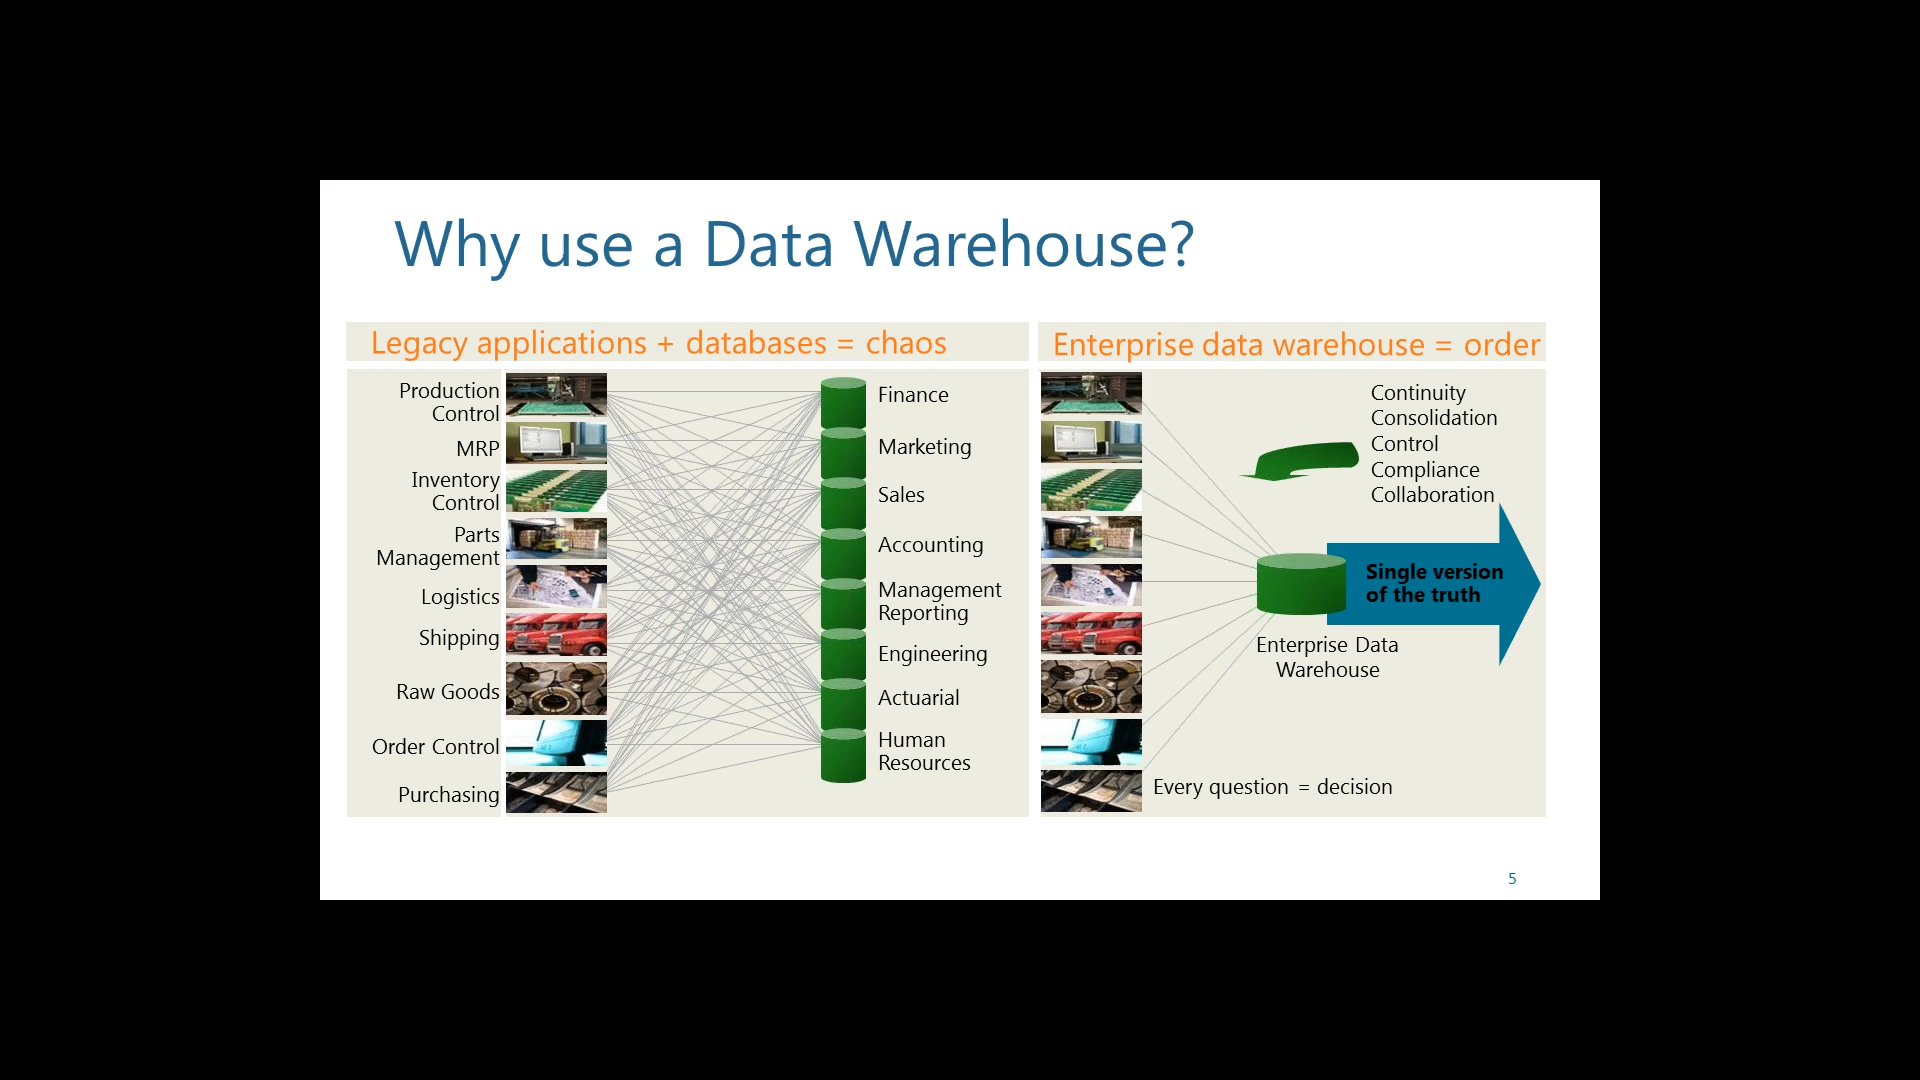 Why use a Data Warehouse?
Legacy applications + databases = chaos
Production
Control
MRP
Inventory
Control
Parts
Management
Logistics
Shipping
Raw Goods
Order Control
Purchasing
Finance
Marketing
Sales
Accounting
Management
Reporting
Engineering
Actuarial
Human
Resources
Enterprise data warehouse = order
Continuity
Consolidation
Control
Compliance
Collaboration
Single version
of the truth
Enterprise Data
Warehouse
Every question = decision
5